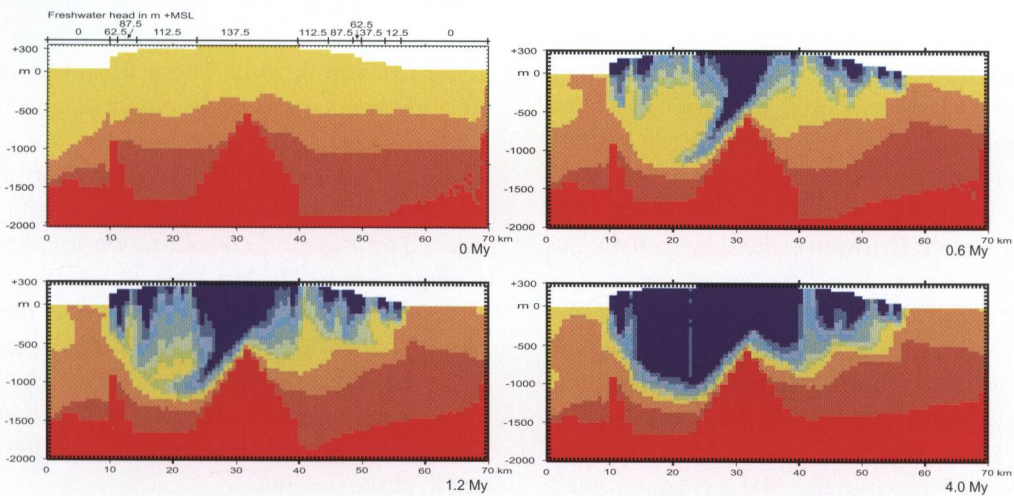 Freshwater head in m +MSL
87.5 62.5
0 62.5 112.5 137.5 112.5 87.5 37.5 12.5 0
+300 +300
m 0 m 0
-500 -500
-1000 -1000
-1500 -1500
-2000 -2000
0 10 20 30 40 50 60 70 km 0 10 20 30 40 50 60 70 km
0 My 0.6 My
+300 +300
m 0 m 0
-500 -500
-1000 -1000
-1500 -1500
-2000 -2000
0 10 20 30 40 50 60 70 km 0 10 20 30 40 50 60 70 km
1.2 My 4.0 My